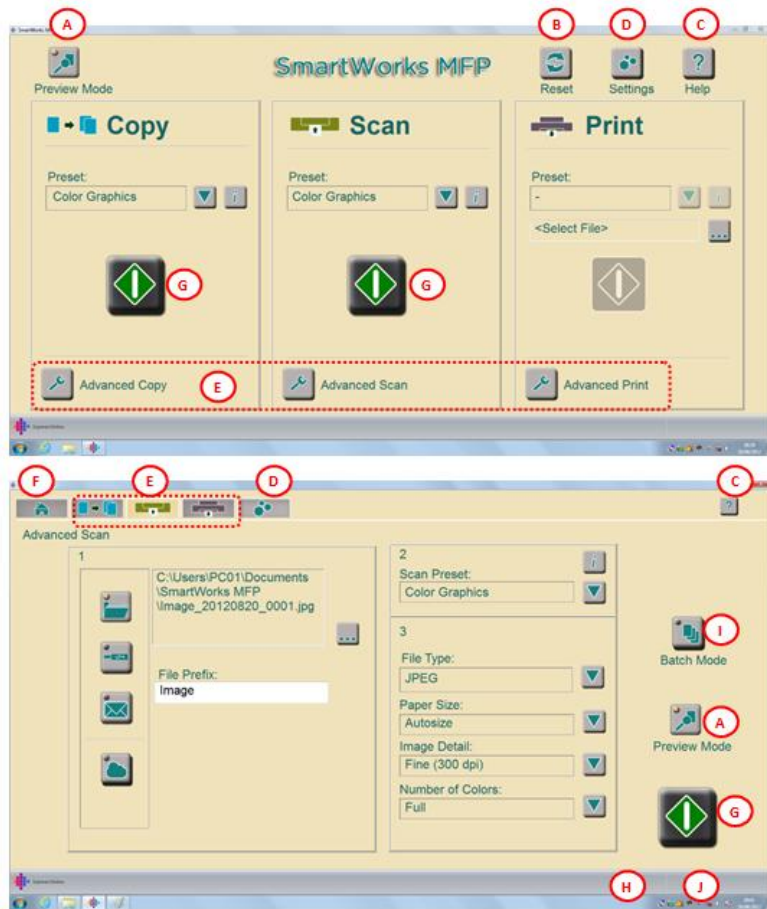 A
B
D
C
SmartWorks MFP
Preview Mode
SmartWorks MFP
Reset
Settings
Help
Copy
Preset:
Color Graphics
i
G
Scan
Preset:
Color Graphics
i
G
Print
Preset:
-
<Select File>
...
Advanced Copy
E
Advanced Scan
Advanced Print
F
E
D
C
?
Advanced Scan
1
C:\Users\PC01\Documents
\SmartWorks MFP
\Image_20120820_0001.jpg
...
File Prefix:
Image
2
i
Scan Preset:
Color Graphics
3
File Type:
JPEG
Paper Size:
Autosize
Image Detail:
Fine (300 dpi)
Number of Colors:
Full
I
Batch Mode
A
Preview Mode
G
H
J